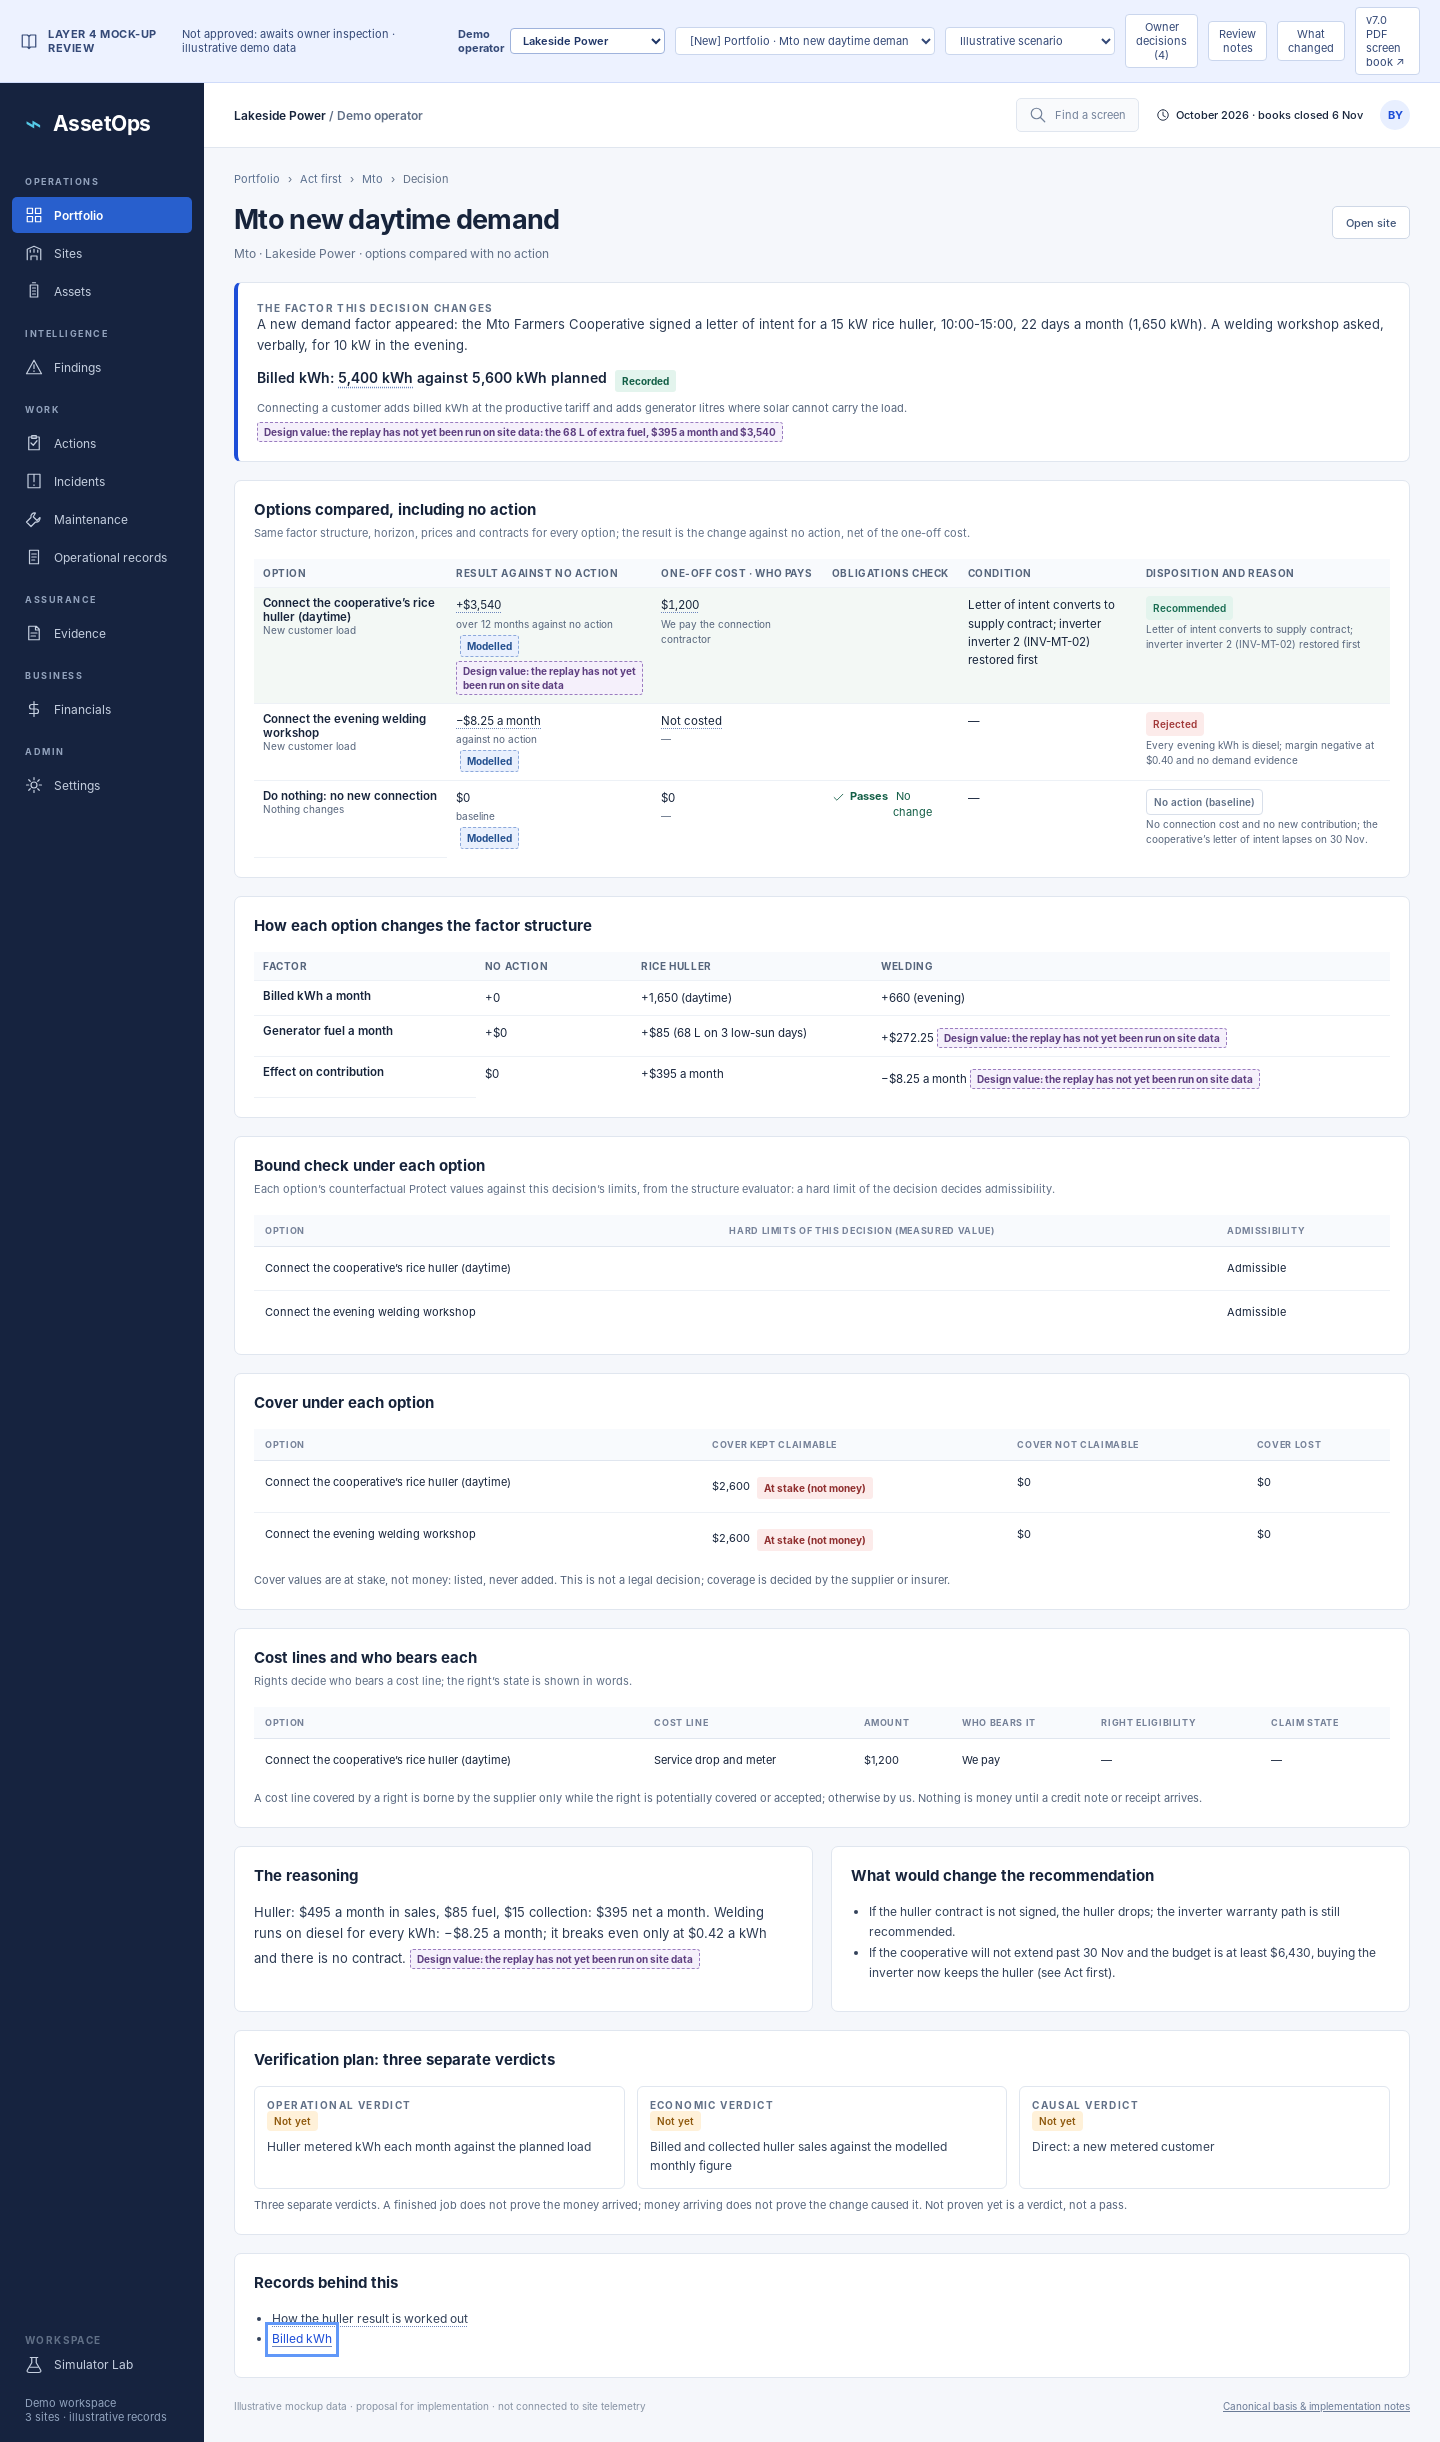 LAYER 4 MOCK-UP
REVIEW
Not approved: awaits owner inspection ·
illustrative demo data
Demo
operator
Lakeside Power
[New] Portfolio · Mto new daytime deman
Illustrative scenario
Owner
decisions
(4)
Review
notes
What
changed
v7.0
PDF
screen
book ↗
AssetOps
OPERATIONS
Portfolio
Sites
Assets
INTELLIGENCE
Findings
WORK
Actions
Incidents
Maintenance
Operational records
ASSURANCE
Evidence
BUSINESS
Financials
ADMIN
Settings
WORKSPACE
Simulator Lab
Demo workspace
3 sites · illustrative records
Lakeside Power / Demo operator
Find a screen
October 2026 · books closed 6 Nov
BY
Portfolio › Act first › Mto › Decision
Mto new daytime demand
Open site
Mto · Lakeside Power · options compared with no action
THE FACTOR THIS DECISION CHANGES
A new demand factor appeared: the Mto Farmers Cooperative signed a letter of intent for a 15 kW rice huller, 10:00-15:00, 22 days a month (1,650 kWh). A welding workshop asked,
verbally, for 10 kW in the evening.
Billed kWh: 5,400 kWh against 5,600 kWh planned Recorded
Connecting a customer adds billed kWh at the productive tariff and adds generator litres where solar cannot carry the load.
Design value: the replay has not yet been run on site data: the 68 L of extra fuel, $395 a month and $3,540
Options compared, including no action
Same factor structure, horizon, prices and contracts for every option; the result is the change against no action, net of the one-off cost.
OPTION RESULT AGAINST NO ACTION ONE-OFF COST · WHO PAYS OBLIGATIONS CHECK CONDITION DISPOSITION AND REASON
Connect the cooperative's rice
huller (daytime)
New customer load
+$3,540
over 12 months against no action
Modelled
Design value: the replay has not yet
been run on site data
$1,200
We pay the connection
contractor
Letter of intent converts to
supply contract; inverter
inverter 2 (INV-MT-02)
restored first
Recommended
Letter of intent converts to supply contract;
inverter inverter 2 (INV-MT-02) restored first
Connect the evening welding
workshop
New customer load
−$8.25 a month
against no action
Modelled
Not costed
—
—
Rejected
Every evening kWh is diesel; margin negative at
$0.40 and no demand evidence
Do nothing: no new connection
Nothing changes
$0
baseline
Modelled
$0
—
Passes No
change
—
No action (baseline)
No connection cost and no new contribution; the
cooperative's letter of intent lapses on 30 Nov.
How each option changes the factor structure
FACTOR NO ACTION RICE HULLER WELDING
Billed kWh a month +0 +1,650 (daytime) +660 (evening)
Generator fuel a month +$0 +$85 (68 L on 3 low-sun days) +$272.25 Design value: the replay has not yet been run on site data
Effect on contribution $0 +$395 a month −$8.25 a month Design value: the replay has not yet been run on site data
Bound check under each option
Each option's counterfactual Protect values against this decision's limits, from the structure evaluator: a hard limit of the decision decides admissibility.
OPTION HARD LIMITS OF THIS DECISION (MEASURED VALUE) ADMISSIBILITY
Connect the cooperative's rice huller (daytime) Admissible
Connect the evening welding workshop Admissible
Cover under each option
OPTION COVER KEPT CLAIMABLE COVER NOT CLAIMABLE COVER LOST
Connect the cooperative's rice huller (daytime) $2,600 At stake (not money) $0 $0
Connect the evening welding workshop $2,600 At stake (not money) $0 $0
Cover values are at stake, not money: listed, never added. This is not a legal decision; coverage is decided by the supplier or insurer.
Cost lines and who bears each
Rights decide who bears a cost line; the right's state is shown in words.
OPTION COST LINE AMOUNT WHO BEARS IT RIGHT ELIGIBILITY CLAIM STATE
Connect the cooperative's rice huller (daytime) Service drop and meter $1,200 We pay — —
A cost line covered by a right is borne by the supplier only while the right is potentially covered or accepted; otherwise by us. Nothing is money until a credit note or receipt arrives.
The reasoning
Huller: $495 a month in sales, $85 fuel, $15 collection: $395 net a month. Welding
runs on diesel for every kWh: −$8.25 a month; it breaks even only at $0.42 a kWh
and there is no contract. Design value: the replay has not yet been run on site data
What would change the recommendation
• If the huller contract is not signed, the huller drops; the inverter warranty path is still
recommended.
• If the cooperative will not extend past 30 Nov and the budget is at least $6,430, buying the
inverter now keeps the huller (see Act first).
Verification plan: three separate verdicts
OPERATIONAL VERDICT
Not yet
Huller metered kWh each month against the planned load
ECONOMIC VERDICT
Not yet
Billed and collected huller sales against the modelled
monthly figure
CAUSAL VERDICT
Not yet
Direct: a new metered customer
Three separate verdicts. A finished job does not prove the money arrived; money arriving does not prove the change caused it. Not proven yet is a verdict, not a pass.
Records behind this
• How the huller result is worked out
• Billed kWh
Illustrative mockup data · proposal for implementation · not connected to site telemetry
Canonical basis & implementation notes